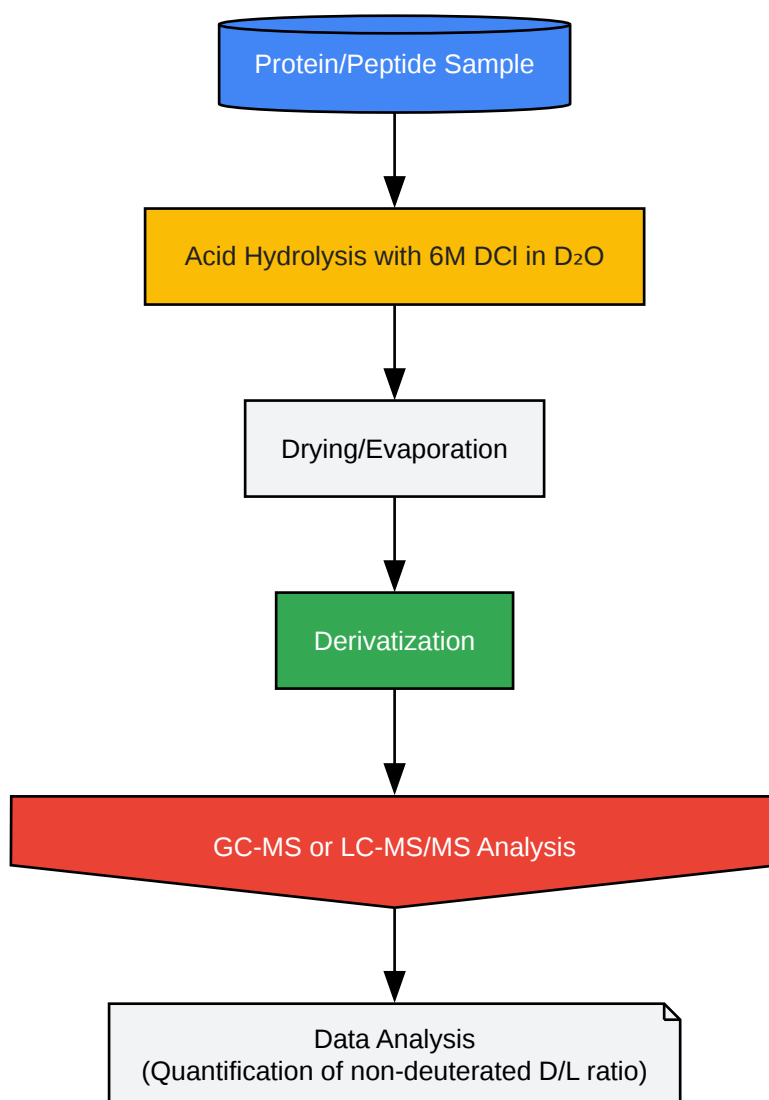 Protein/Peptide Sample
Acid Hydrolysis with 6M DCl in D₂O
Drying/Evaporation
Derivatization
GC-MS or LC-MS/MS Analysis
Data Analysis
(Quantification of non-deuterated D/L ratio)